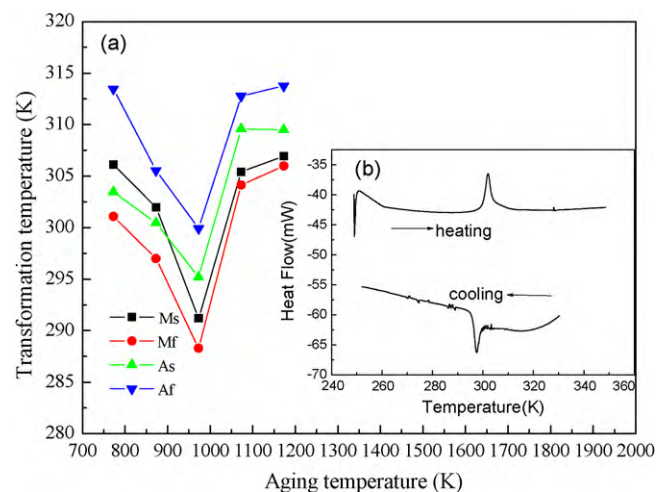 (a)
320
315
310
305
300
295
290
285
280
Transformation temperature (K)
Ms
Mf
As
Af
700 800 900 1000 1100 1200 1300 1400 1500 1600 1700 1800 1900 2000
Aging temperature (K)
(b)
-35
-40
-45
-50
-55
-60
-65
-70
Heat Flow(mW)
heating
cooling
240 260 280 300 320 340 360
Temperature(K)